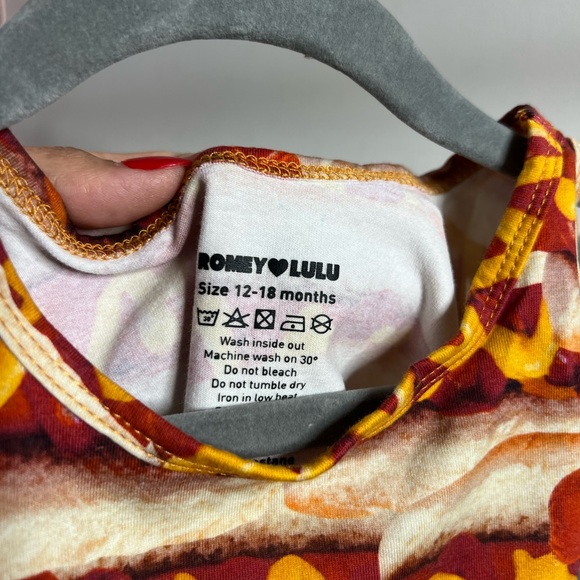 ROMEY♥LULU
Size 12-18 months
Wash inside out
Machine wash on 30°
Do not bleach
Do not tumble dry
Iron in low heat